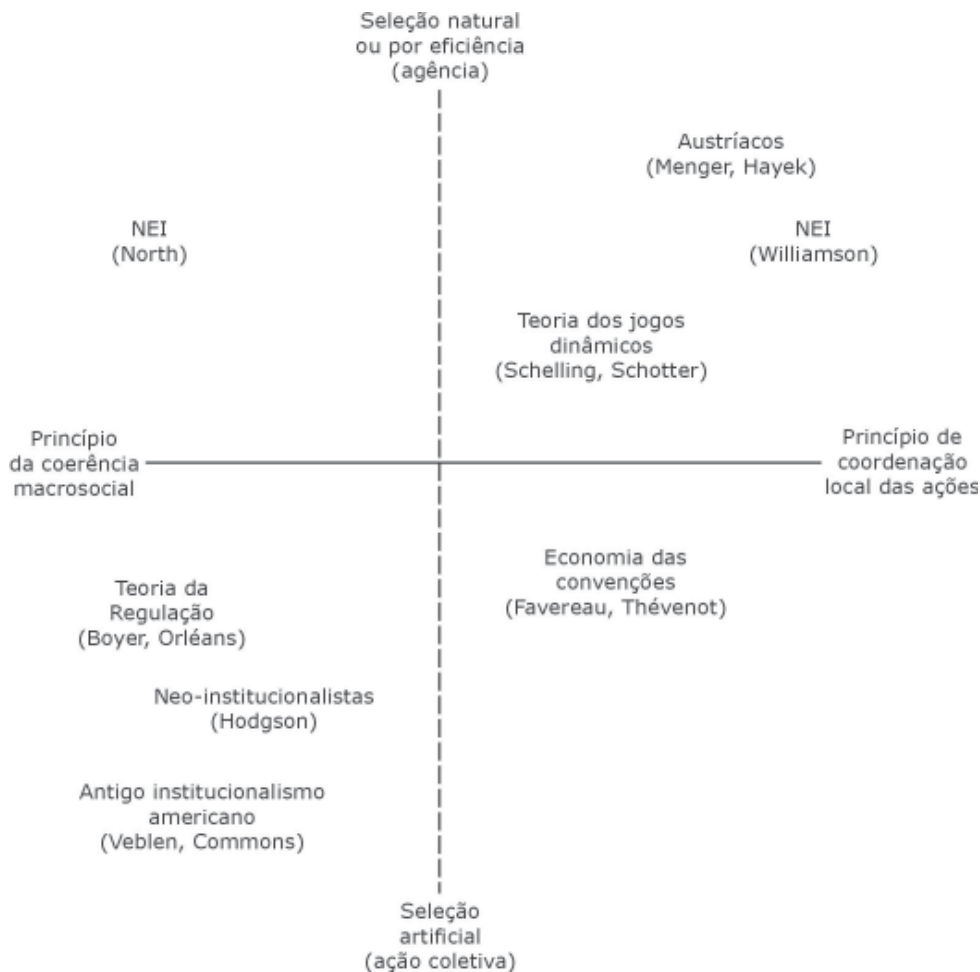 Seleção natural
ou por eficiência
(agência)
Austríacos
(Menger, Hayek)
NEI
(North)
NEI
(Williamson)
Teoria dos jogos
dinâmicos
(Schelling, Schotter)
Princípio
da coerência
macrosocial
Princípio de
coordenação
local das ações
Economia das
convenções
(Favereau, Thévenot)
Teoria da
Regulação
(Boyer, Orléans)
Neo-institucionalistas
(Hodgson)
Antigo institucionalismo
americano
(Veblen, Commons)
Seleção
artificial
(ação coletiva)